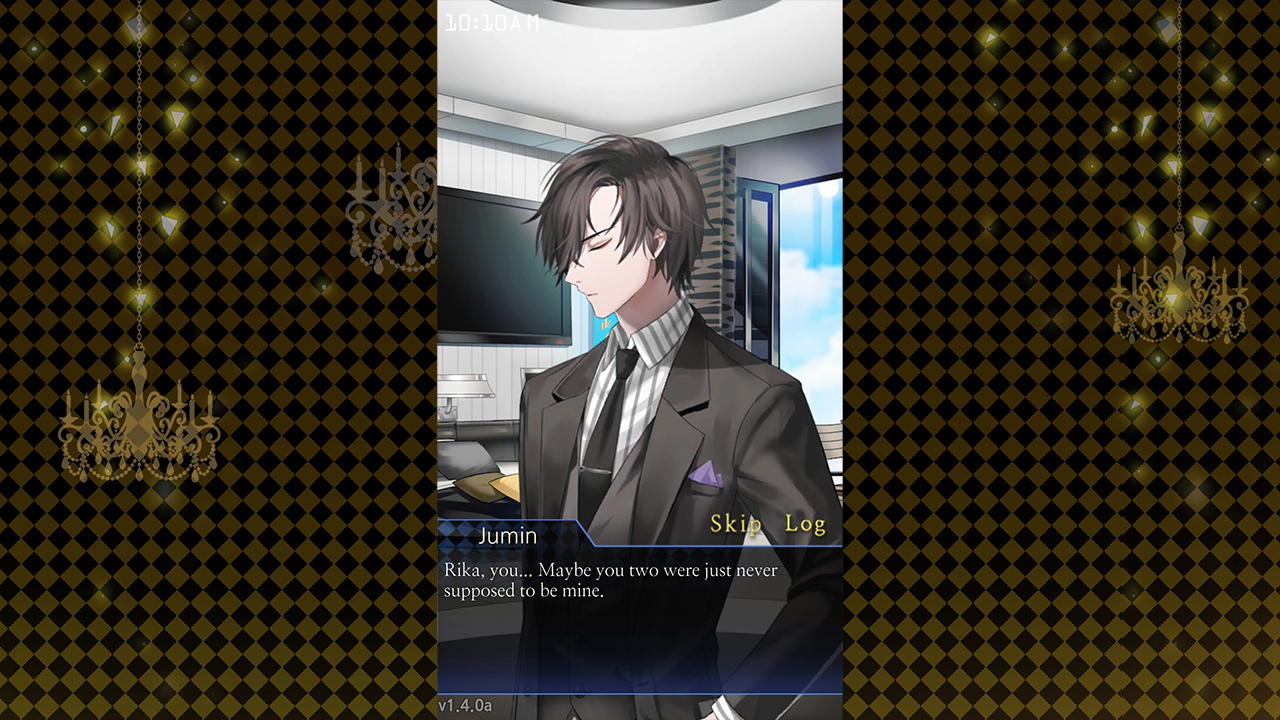 10:10AM
Skip Log
Jumin
Rika, you... Maybe you two were just never
supposed to be mine.
v1.4.0a